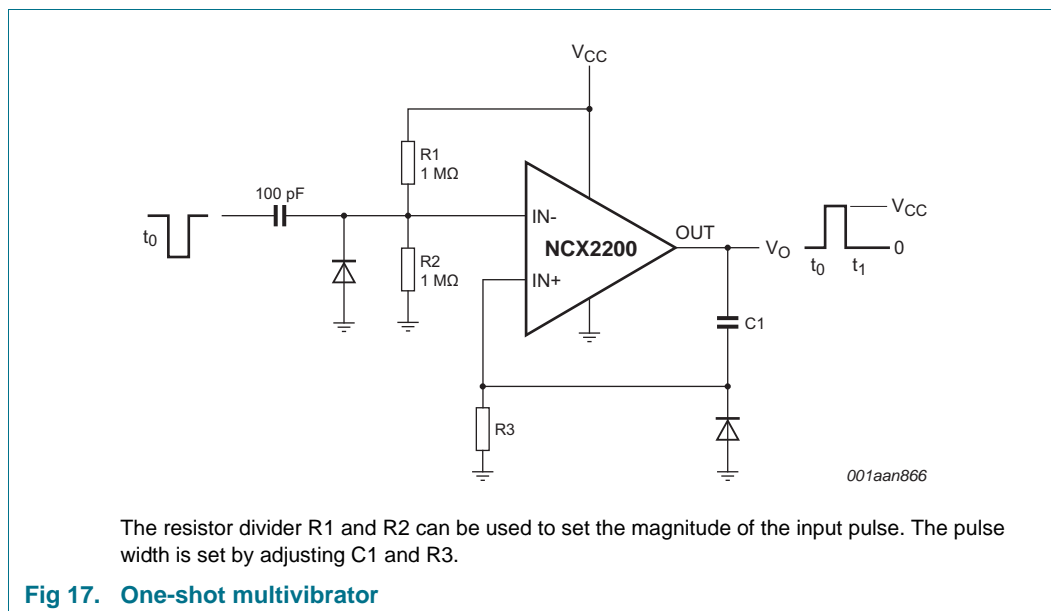 VCC
R1
1 MΩ
100 pF
t0
IN-
OUT
VCC
NCX2200
VO
0
R2
1 MΩ
IN+
t0
t1
C1
R3
001aan866
The resistor divider R1 and R2 can be used to set the magnitude of the input pulse. The pulse
width is set by adjusting C1 and R3.
Fig 17. One-shot multivibrator